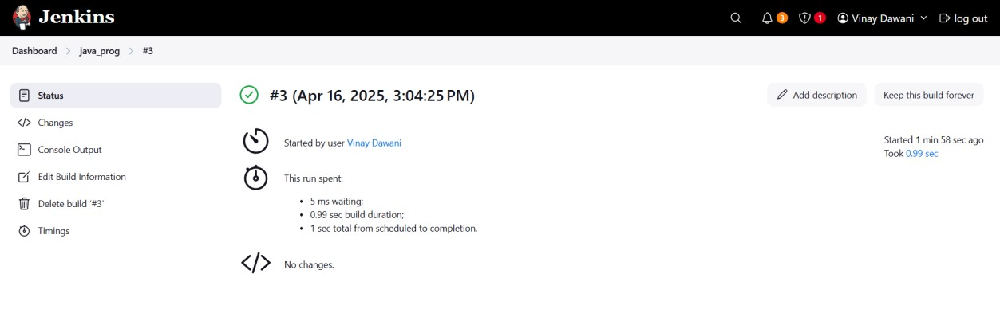 Jenkins
3
1
Vinay Dawani
log out
Dashboard > java_prog > #3
Status
Changes
Console Output
Edit Build Information
Delete build ‘#3’
Timings
#3 (Apr 16, 2025, 3:04:25 PM)
Add description
Keep this build forever
Started by user Vinay Dawani
Started 1 min 58 sec ago
Took 0.99 sec
This run spent:
• 5 ms waiting;
• 0.99 sec build duration;
• 1 sec total from scheduled to completion.
No changes.